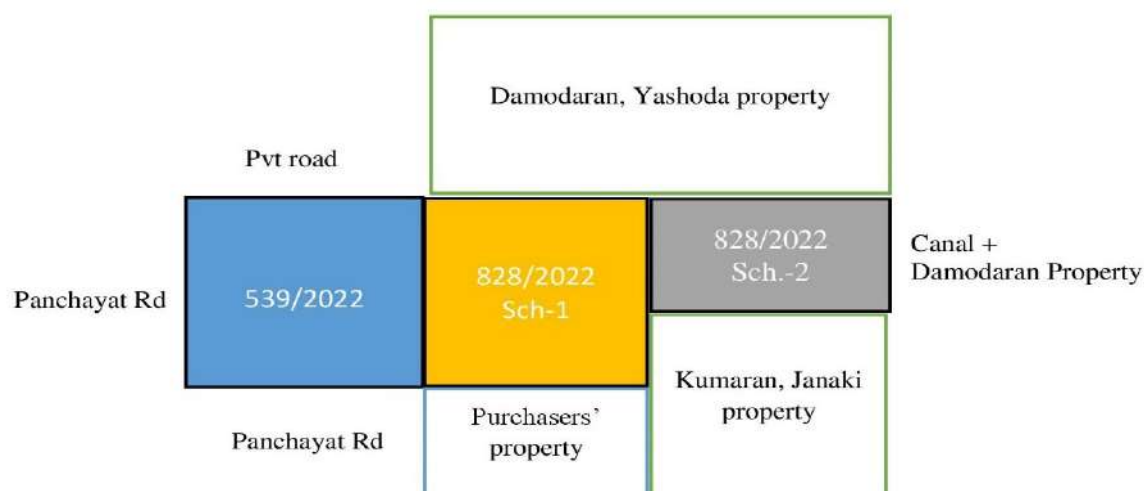 Damodaran, Yashoda property
Pvt road
828/2022
Sch.-2
Canal +
Damodaran Property
828/2022
Sch-1
Panchayat Rd
539/2022
Kumaran, Janaki
property
Purchasers’
property
Panchayat Rd